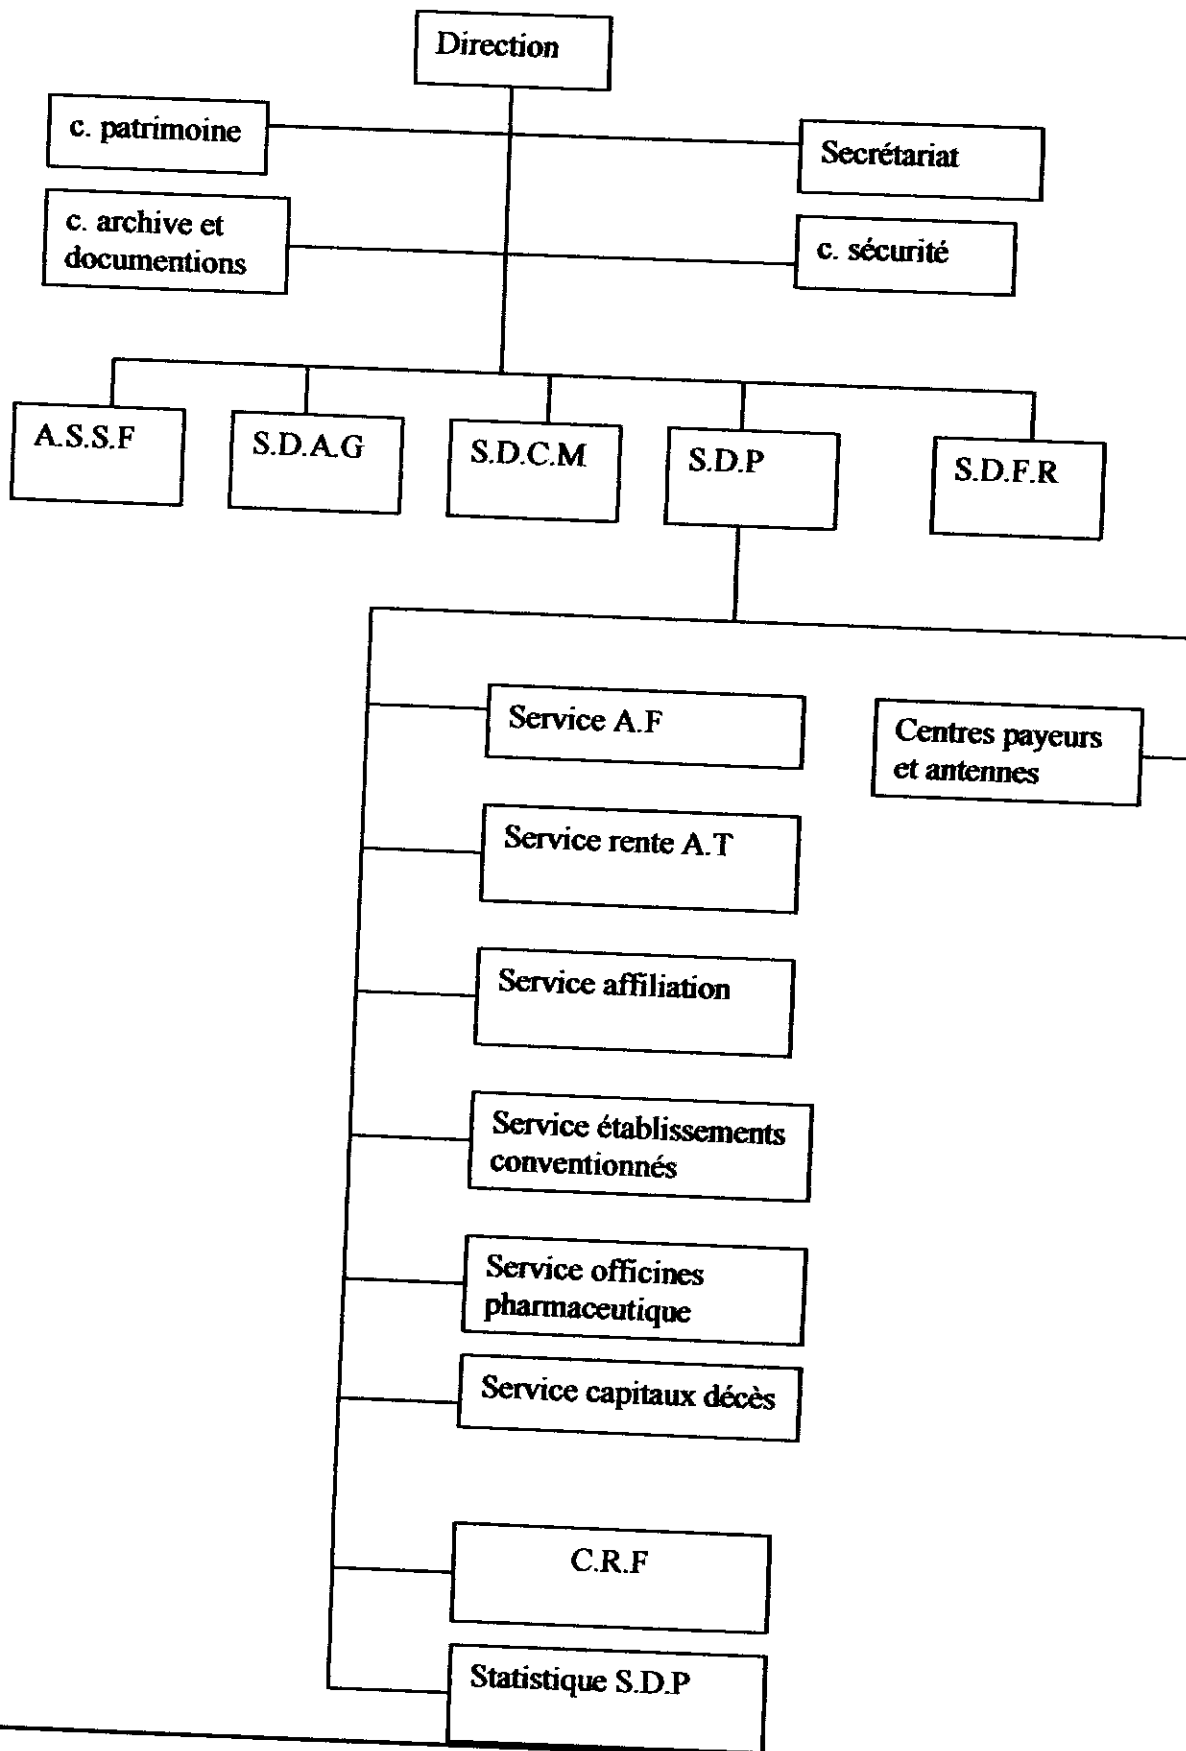 Direction
c. patrimoine
Secrétariat
c. archive et
documentions
c. sécurité
A.S.S.F
S.D.A.G
S.D.C.M
S.D.P
S.D.F.R
Service A.F
Centres payeurs
et antennes
Service rente A.T
Service affiliation
Service établissements
conventionnés
Service officines
pharmaceutique
Service capitaux décès
C.R.F
Statistique S.D.P